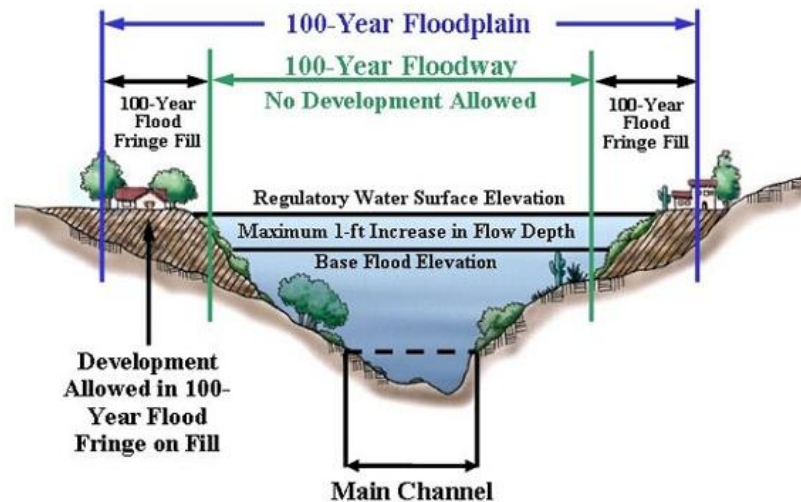 100-Year Floodplain
100-Year Floodway
No Development Allowed
100-Year
Flood
Fringe Fill
100-Year
Flood
Fringe Fill
Regulatory Water Surface Elevation
Maximum 1-ft Increase in Flow Depth
Base Flood Elevation
Development
Allowed in 100-
Year Flood
Fringe on Fill
Main Channel